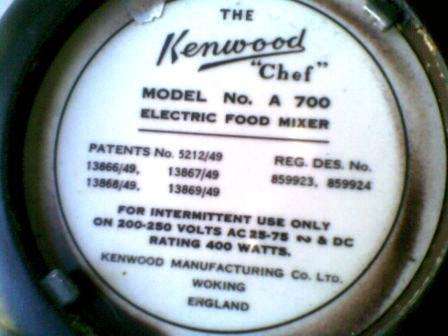 THE
Kenwood
"Chef"
MODEL No. A 700
ELECTRIC FOOD MIXER
PATENTS No. 5212/49
13866/49, 13867/49
13868/49, 13869/49
REG. DES. No.
859923, 859924
FOR INTERMITTENT USE ONLY
ON 200-250 VOLTS AC 25-75 ~ & DC
RATING 400 WATTS.
KENWOOD MANUFACTURING Co. LTD.
WOKING
ENGLAND